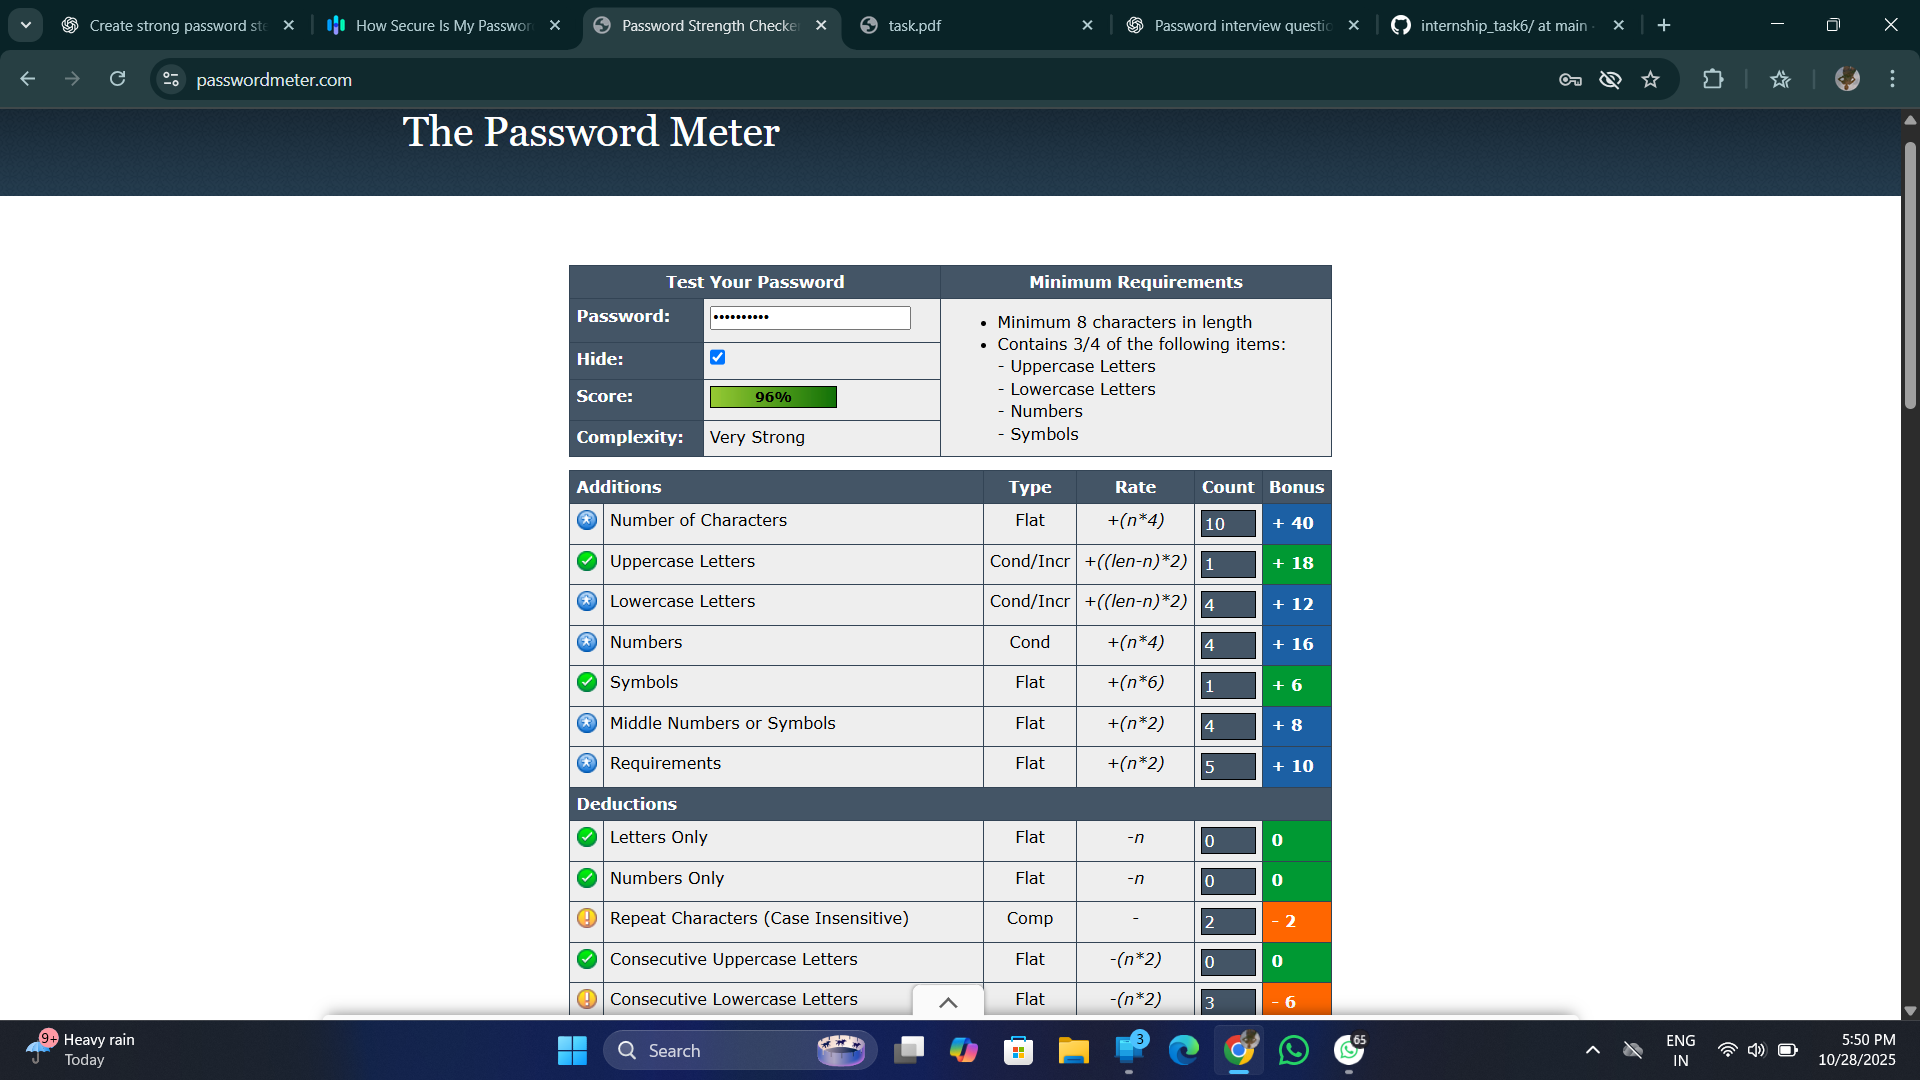 Create strong password ste
How Secure Is My Passwor
Password Strength Checke
task.pdf
Password interview questio
internship_task6/ at main ·
passwordmeter.com
The Password Meter
Test Your Password
Minimum Requirements
Password:
••••••••••
Hide:
Score:
96%
Complexity:
Very Strong
• Minimum 8 characters in length
• Contains 3/4 of the following items:
- Uppercase Letters
- Lowercase Letters
- Numbers
- Symbols
Additions Type Rate Count Bonus
Number of Characters Flat +(n*4) 10 + 40
Uppercase Letters Cond/Incr +((len-n)*2) 1 + 18
Lowercase Letters Cond/Incr +((len-n)*2) 4 + 12
Numbers Cond +(n*4) 4 + 16
Symbols Flat +(n*6) 1 + 6
Middle Numbers or Symbols Flat +(n*2) 4 + 8
Requirements Flat +(n*2) 5 + 10
Deductions
Letters Only Flat -n 0 0
Numbers Only Flat -n 0 0
Repeat Characters (Case Insensitive) Comp - 2 - 2
Consecutive Uppercase Letters Flat -(n*2) 0 0
Consecutive Lowercase Letters Flat -(n*2) 3 - 6
9+
Heavy rain
Today
Search
3
65
ENG
IN
5:50 PM
10/28/2025